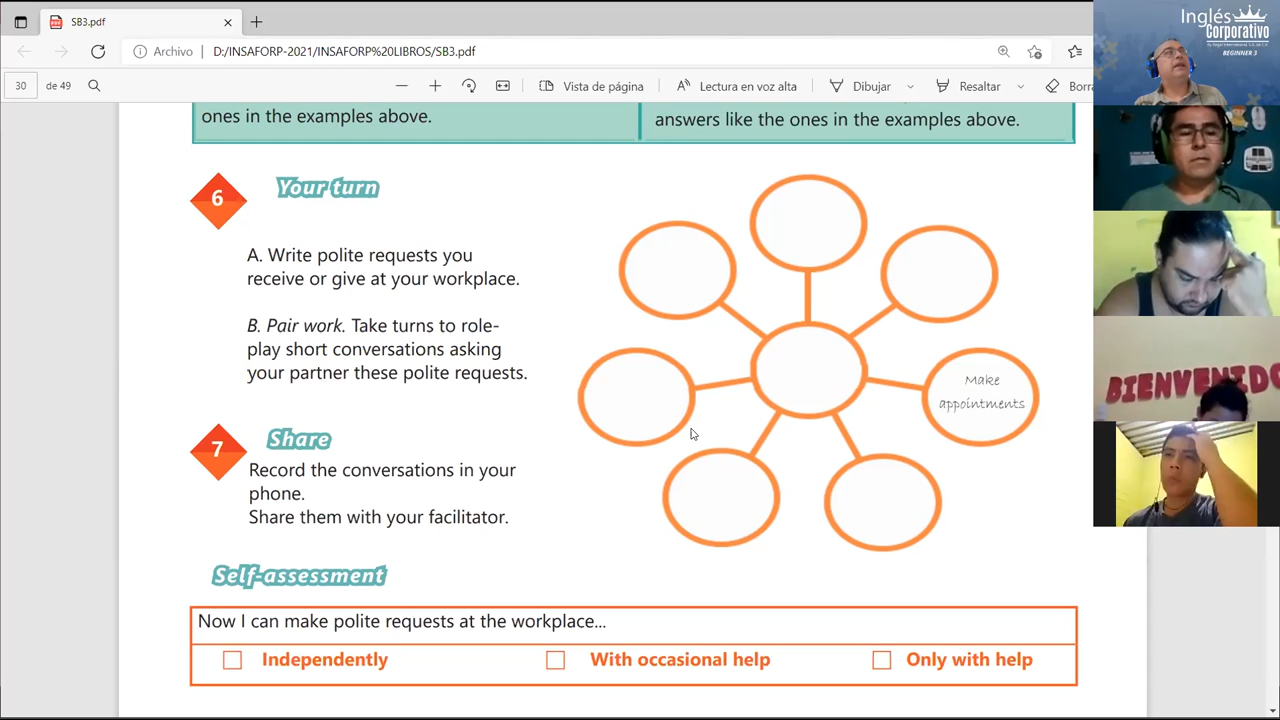 SB3.pdf
Archivo
D:/INSAFORP-2021/INSAFORP%20LIBROS/SB3.pdf
30
de 49
Vista de página
Lectura en voz alta
Dibujar
Resaltar
Borra
Inglés
Corporativo
BEGINNER 3
ones in the examples above.
answers like the ones in the examples above.
6
Your turn
A. Write polite requests you
receive or give at your workplace.
B. Pair work. Take turns to role-
play short conversations asking
your partner these polite requests.
Make
appointments
7
Share
Record the conversations in your
phone.
Share them with your facilitator.
Self-assessment
Now I can make polite requests at the workplace...
Independently
With occasional help
Only with help
BIENVENIDO